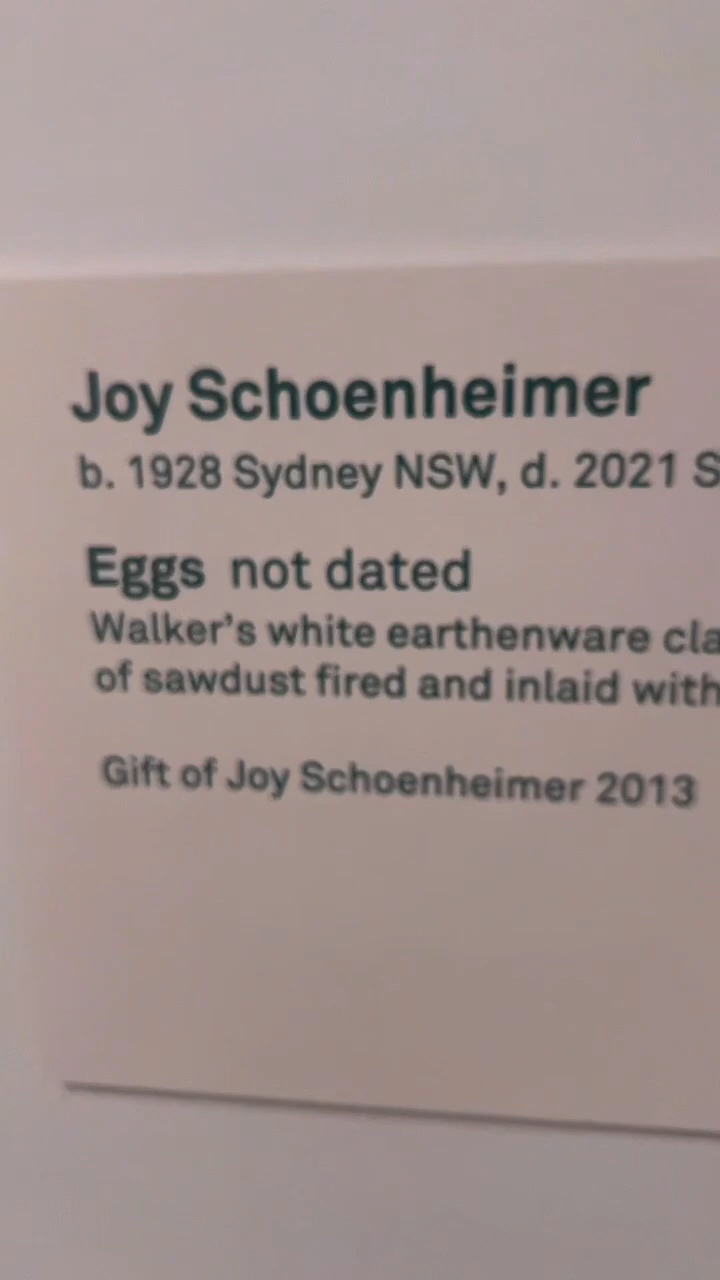 Joy Schoenheimer
b. 1928 Sydney NSW, d. 2021
Eggs not dated
Walker's white earthenware
of sawdust fired and inlaid with
Gift of Joy Schoenheimer 2013